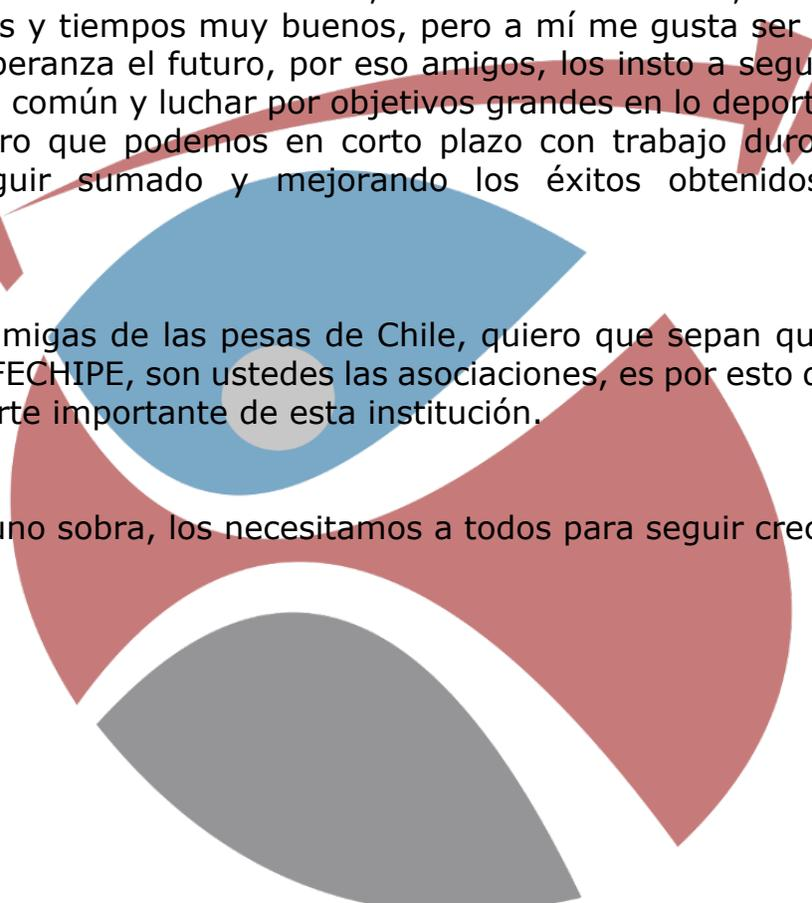 s y tiempos muy buenos, pero a mí me gusta ser
peranza el futuro, por eso amigos, los insto a segu
común y luchar por objetivos grandes en lo deport
ro que podemos en corto plazo con trabajo duro
guir sumado y mejorando los éxitos obtenidos
migas de las pesas de Chile, quiero que sepan qu
FECHIPE, son ustedes las asociaciones, es por esto
rte importante de esta institución.
uno sobra, los necesitamos a todos para seguir crec